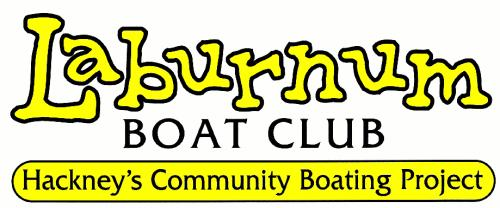 Laburnum
BOAT CLUB
Hackney's Community Boating Project